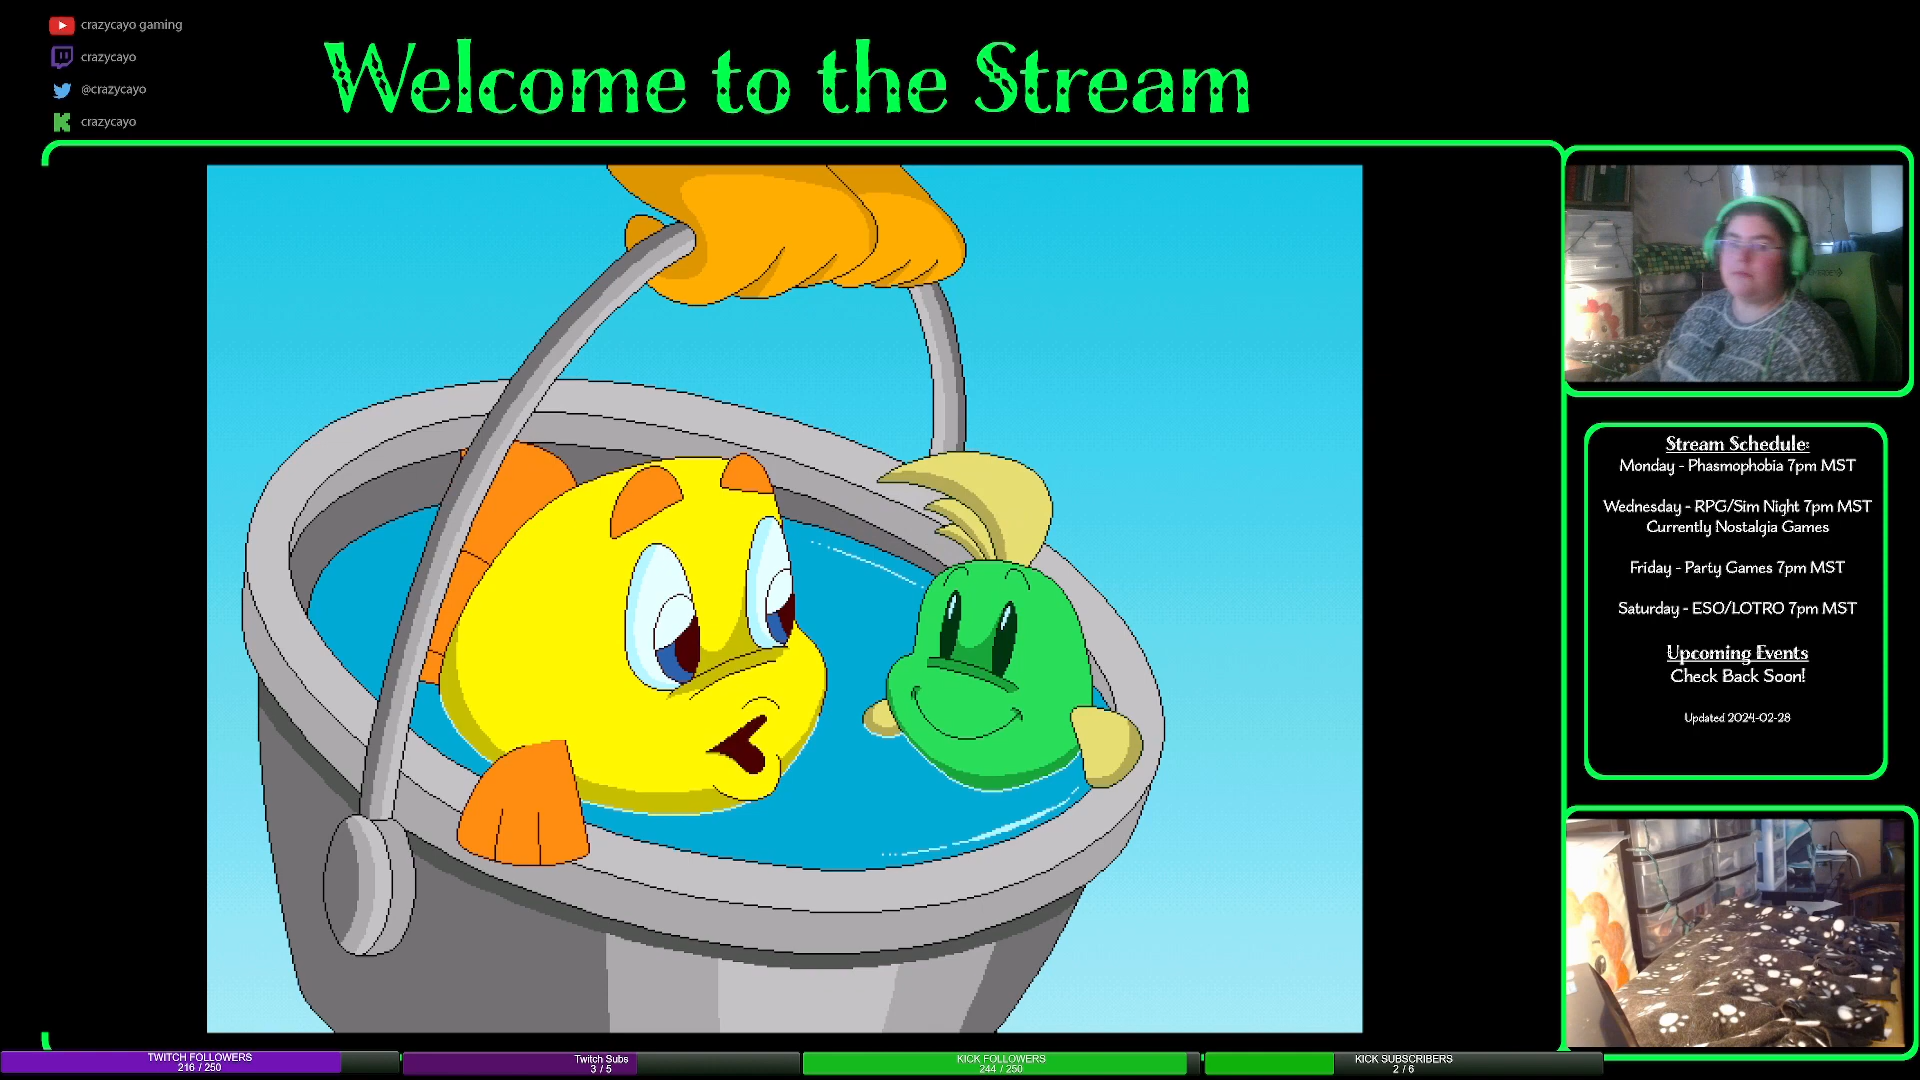 crazycayo gaming
crazycayo
@crazycayo
crazycayo
Welcome to the Stream
Stream Schedule:
Monday - Phasmophobia 7pm MST
Wednesday - RPG/Sim Night 7pm MST
Currently Nostalgia Games
Friday - Party Games 7pm MST
Saturday - ESO/LOTRO 7pm MST
Upcoming Events
Check Back Soon!
Updated 2024-02-28
TWITCH FOLLOWERS
216 / 250
Twitch Subs
3 / 5
KICK FOLLOWERS
244 / 250
KICK SUBSCRIBERS
2 / 6